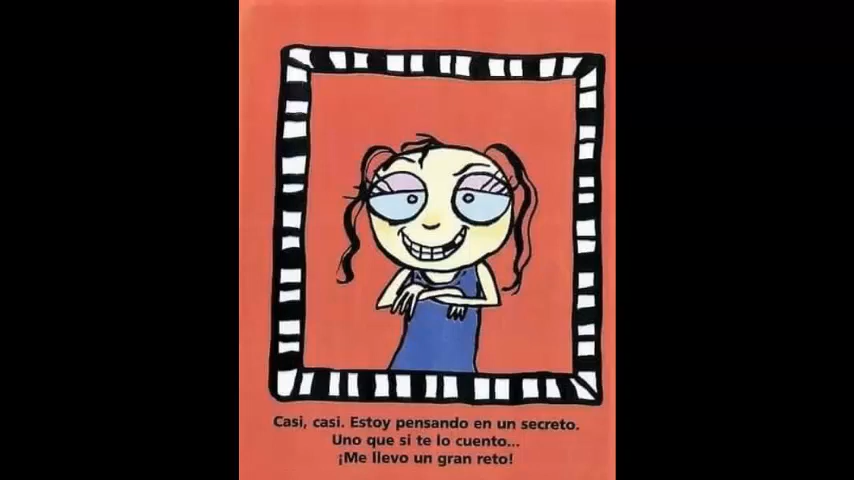 Casi, casi. Estoy pensando en un secreto.
Uno que si te lo cuento...
¡Me llevo un gran reto!